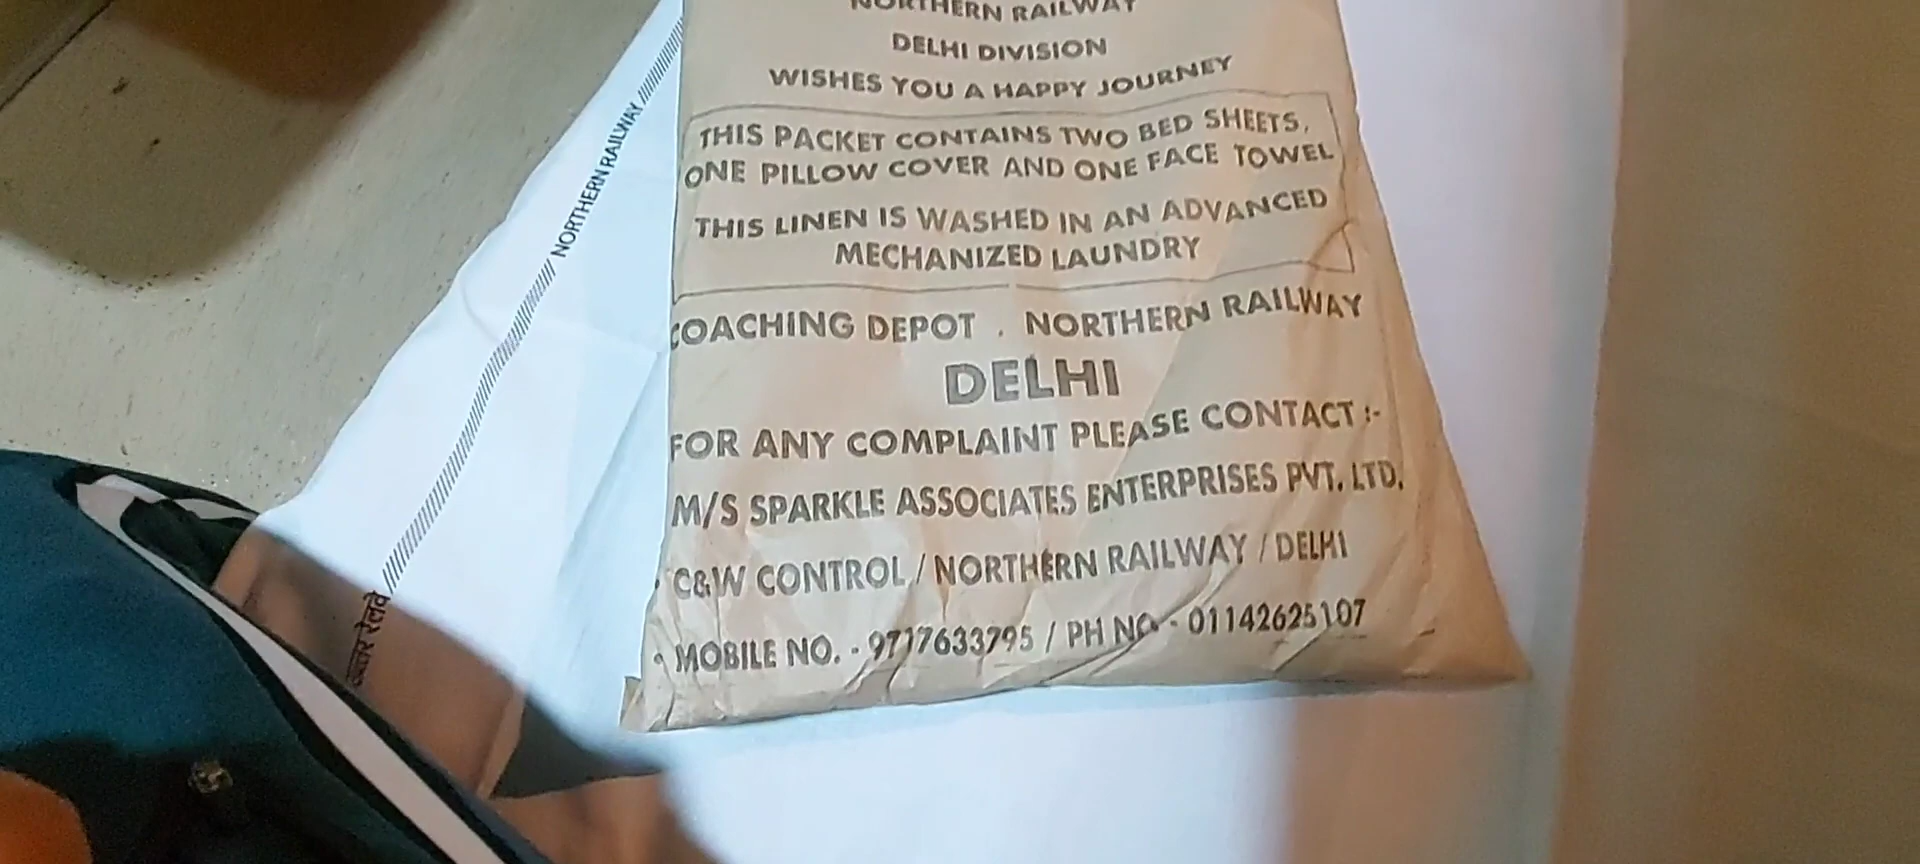 NORTHERN RAILWAY
DELHI DIVISION
WISHES YOU A HAPPY JOURNEY
THIS PACKET CONTAINS TWO BED SHEETS,
ONE PILLOW COVER AND ONE FACE TOWEL
THIS LINEN IS WASHED IN AN ADVANCED
MECHANIZED LAUNDRY
COACHING DEPOT . NORTHERN RAILWAY
DELHI
FOR ANY COMPLAINT PLEASE CONTACT :-
M/S SPARKLE ASSOCIATES ENTERPRISES PVT. LTD.
C&W CONTROL / NORTHERN RAILWAY / DELHI
MOBILE NO. - 9717633795 / PH NO - 01142625107
उत्तर रेलवे ////// NORTHERN RAILWAY //////